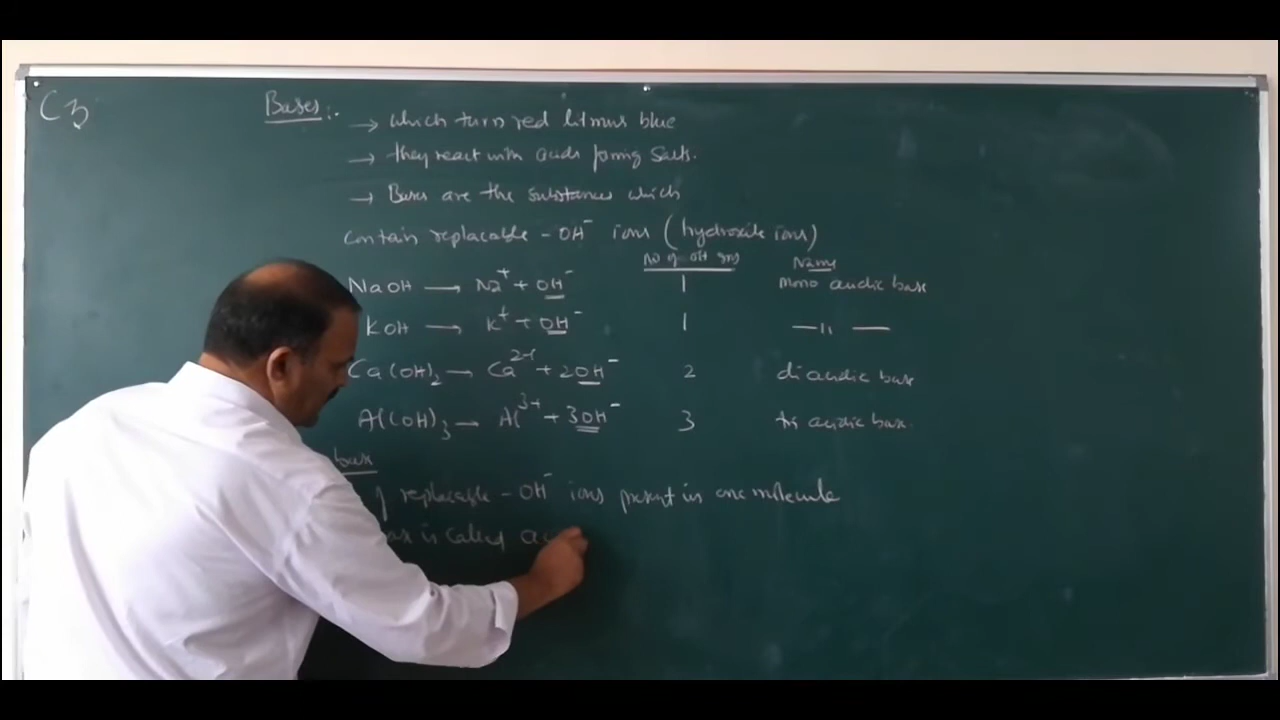 C3
Bases :-
→ which turns red litmus blue
→ they react with acids forming salts.
→ Bases are the substances which
contain replacable - OH⁻ ions (hydroxide ions)
No of OH ions Name
NaOH → Na⁺ + OH⁻ 1 mono acidic base
KOH → K⁺ + OH⁻ 1 —〃—
Ca(OH)₂ → Ca²⁺ + 2OH⁻ 2 diacidic base
Al(OH)₃ → Al³⁺ + 3OH⁻ 3 tri acidic base.
base
replacable - OH⁻ ions present in one molecule
is called